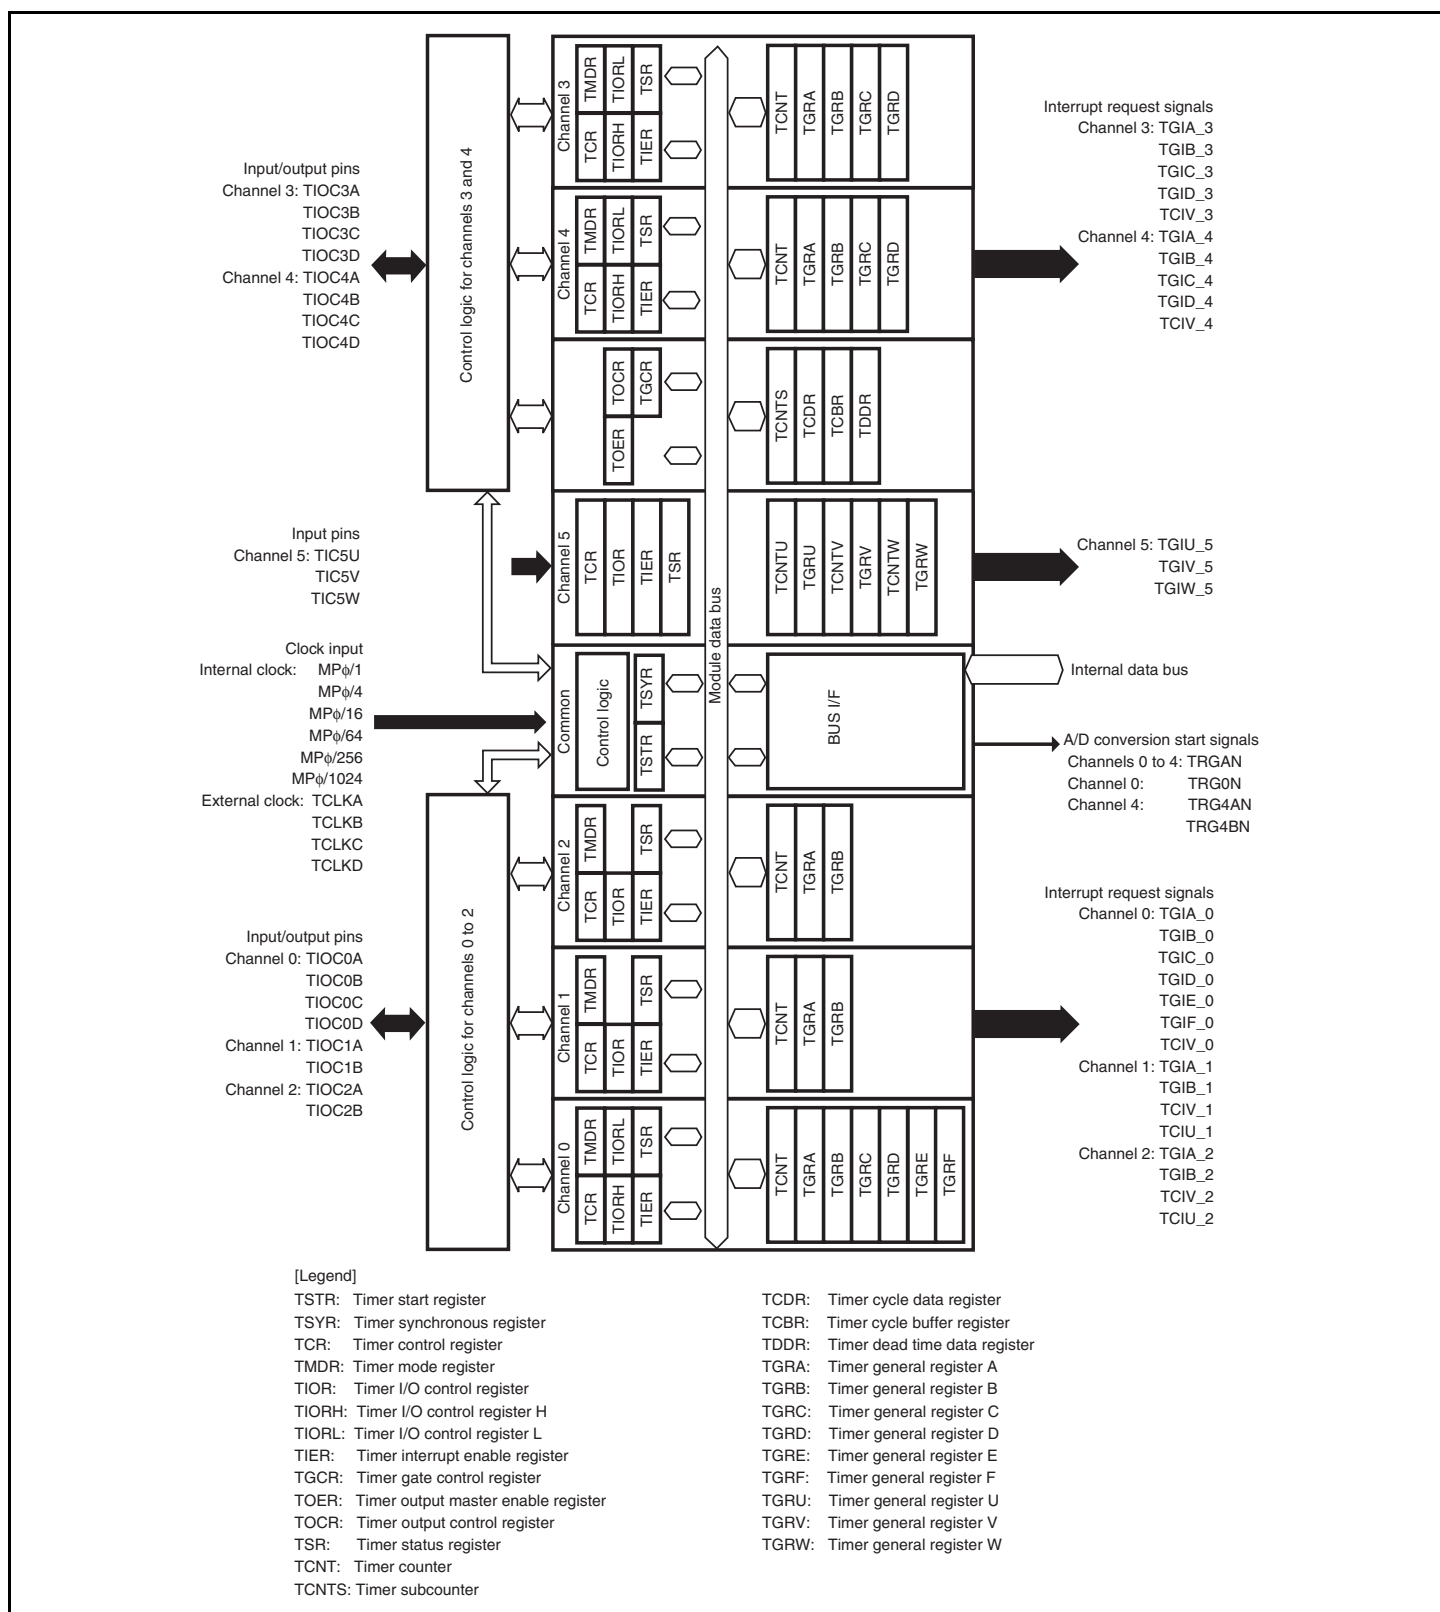 Input/output pins
Channel 3: TIOC3A
TIOC3B
TIOC3C
TIOC3D
Channel 4: TIOC4A
TIOC4B
TIOC4C
TIOC4D
Input pins
Channel 5: TIC5U
TIC5V
TIC5W
Clock input
Internal clock: MPϕ/1
MPϕ/4
MPϕ/16
MPϕ/64
MPϕ/256
MPϕ/1024
External clock: TCLKA
TCLKB
TCLKC
TCLKD
Input/output pins
Channel 0: TIOC0A
TIOC0B
TIOC0C
TIOC0D
Channel 1: TIOC1A
TIOC1B
Channel 2: TIOC2A
TIOC2B
Control logic for channels 3 and 4
Control logic for channels 0 to 2
Channel 3
TMDR
TIORL
TSR
TCR
TIORH
TIER
TCNT
TGRA
TGRB
TGRC
TGRD
Channel 4
TMDR
TIORL
TSR
TCR
TIORH
TIER
TCNT
TGRA
TGRB
TGRC
TGRD
TOCR
TGCR
TOER
TCNTS
TCDR
TCBR
TDDR
Channel 5
TCR
TIOR
TIER
TSR
TCNTU
TGRU
TCNTV
TGRV
TCNTW
TGRW
Module data bus
Common
Control logic
TSYR
TSTR
BUS I/F
Channel 2
TMDR
TSR
TCR
TIOR
TIER
TCNT
TGRA
TGRB
Channel 1
TMDR
TSR
TCR
TIOR
TIER
TCNT
TGRA
TGRB
Channel 0
TMDR
TIORL
TSR
TCR
TIORH
TIER
TCNT
TGRA
TGRB
TGRC
TGRD
TGRE
TGRF
Interrupt request signals
Channel 3: TGIA_3
TGIB_3
TGIC_3
TGID_3
TCIV_3
Channel 4: TGIA_4
TGIB_4
TGIC_4
TGID_4
TCIV_4
Channel 5: TGIU_5
TGIV_5
TGIW_5
Internal data bus
A/D conversion start signals
Channels 0 to 4: TRGAN
Channel 0: TRG0N
Channel 4: TRG4AN
TRG4BN
Interrupt request signals
Channel 0: TGIA_0
TGIB_0
TGIC_0
TGID_0
TGIE_0
TGIF_0
TCIV_0
Channel 1: TGIA_1
TGIB_1
TCIV_1
TCIU_1
Channel 2: TGIA_2
TGIB_2
TCIV_2
TCIU_2
[Legend]
TSTR: Timer start register
TSYR: Timer synchronous register
TCR: Timer control register
TMDR: Timer mode register
TIOR: Timer I/O control register
TIORH: Timer I/O control register H
TIORL: Timer I/O control register L
TIER: Timer interrupt enable register
TGCR: Timer gate control register
TOER: Timer output master enable register
TOCR: Timer output control register
TSR: Timer status register
TCNT: Timer counter
TCNTS: Timer subcounter
TCDR: Timer cycle data register
TCBR: Timer cycle buffer register
TDDR: Timer dead time data register
TGRA: Timer general register A
TGRB: Timer general register B
TGRC: Timer general register C
TGRD: Timer general register D
TGRE: Timer general register E
TGRF: Timer general register F
TGRU: Timer general register U
TGRV: Timer general register V
TGRW: Timer general register W